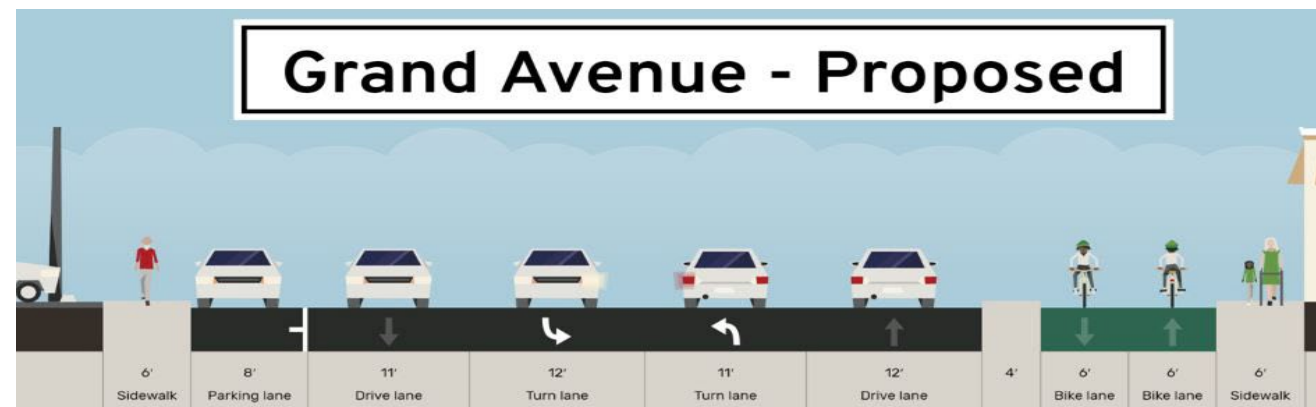 Grand Avenue - Proposed
6' 8' 11' 12' 11' 12' 4' 6' 6' 6'
Sidewalk Parking lane Drive lane Turn lane Turn lane Drive lane Bike lane Bike lane Sidewalk